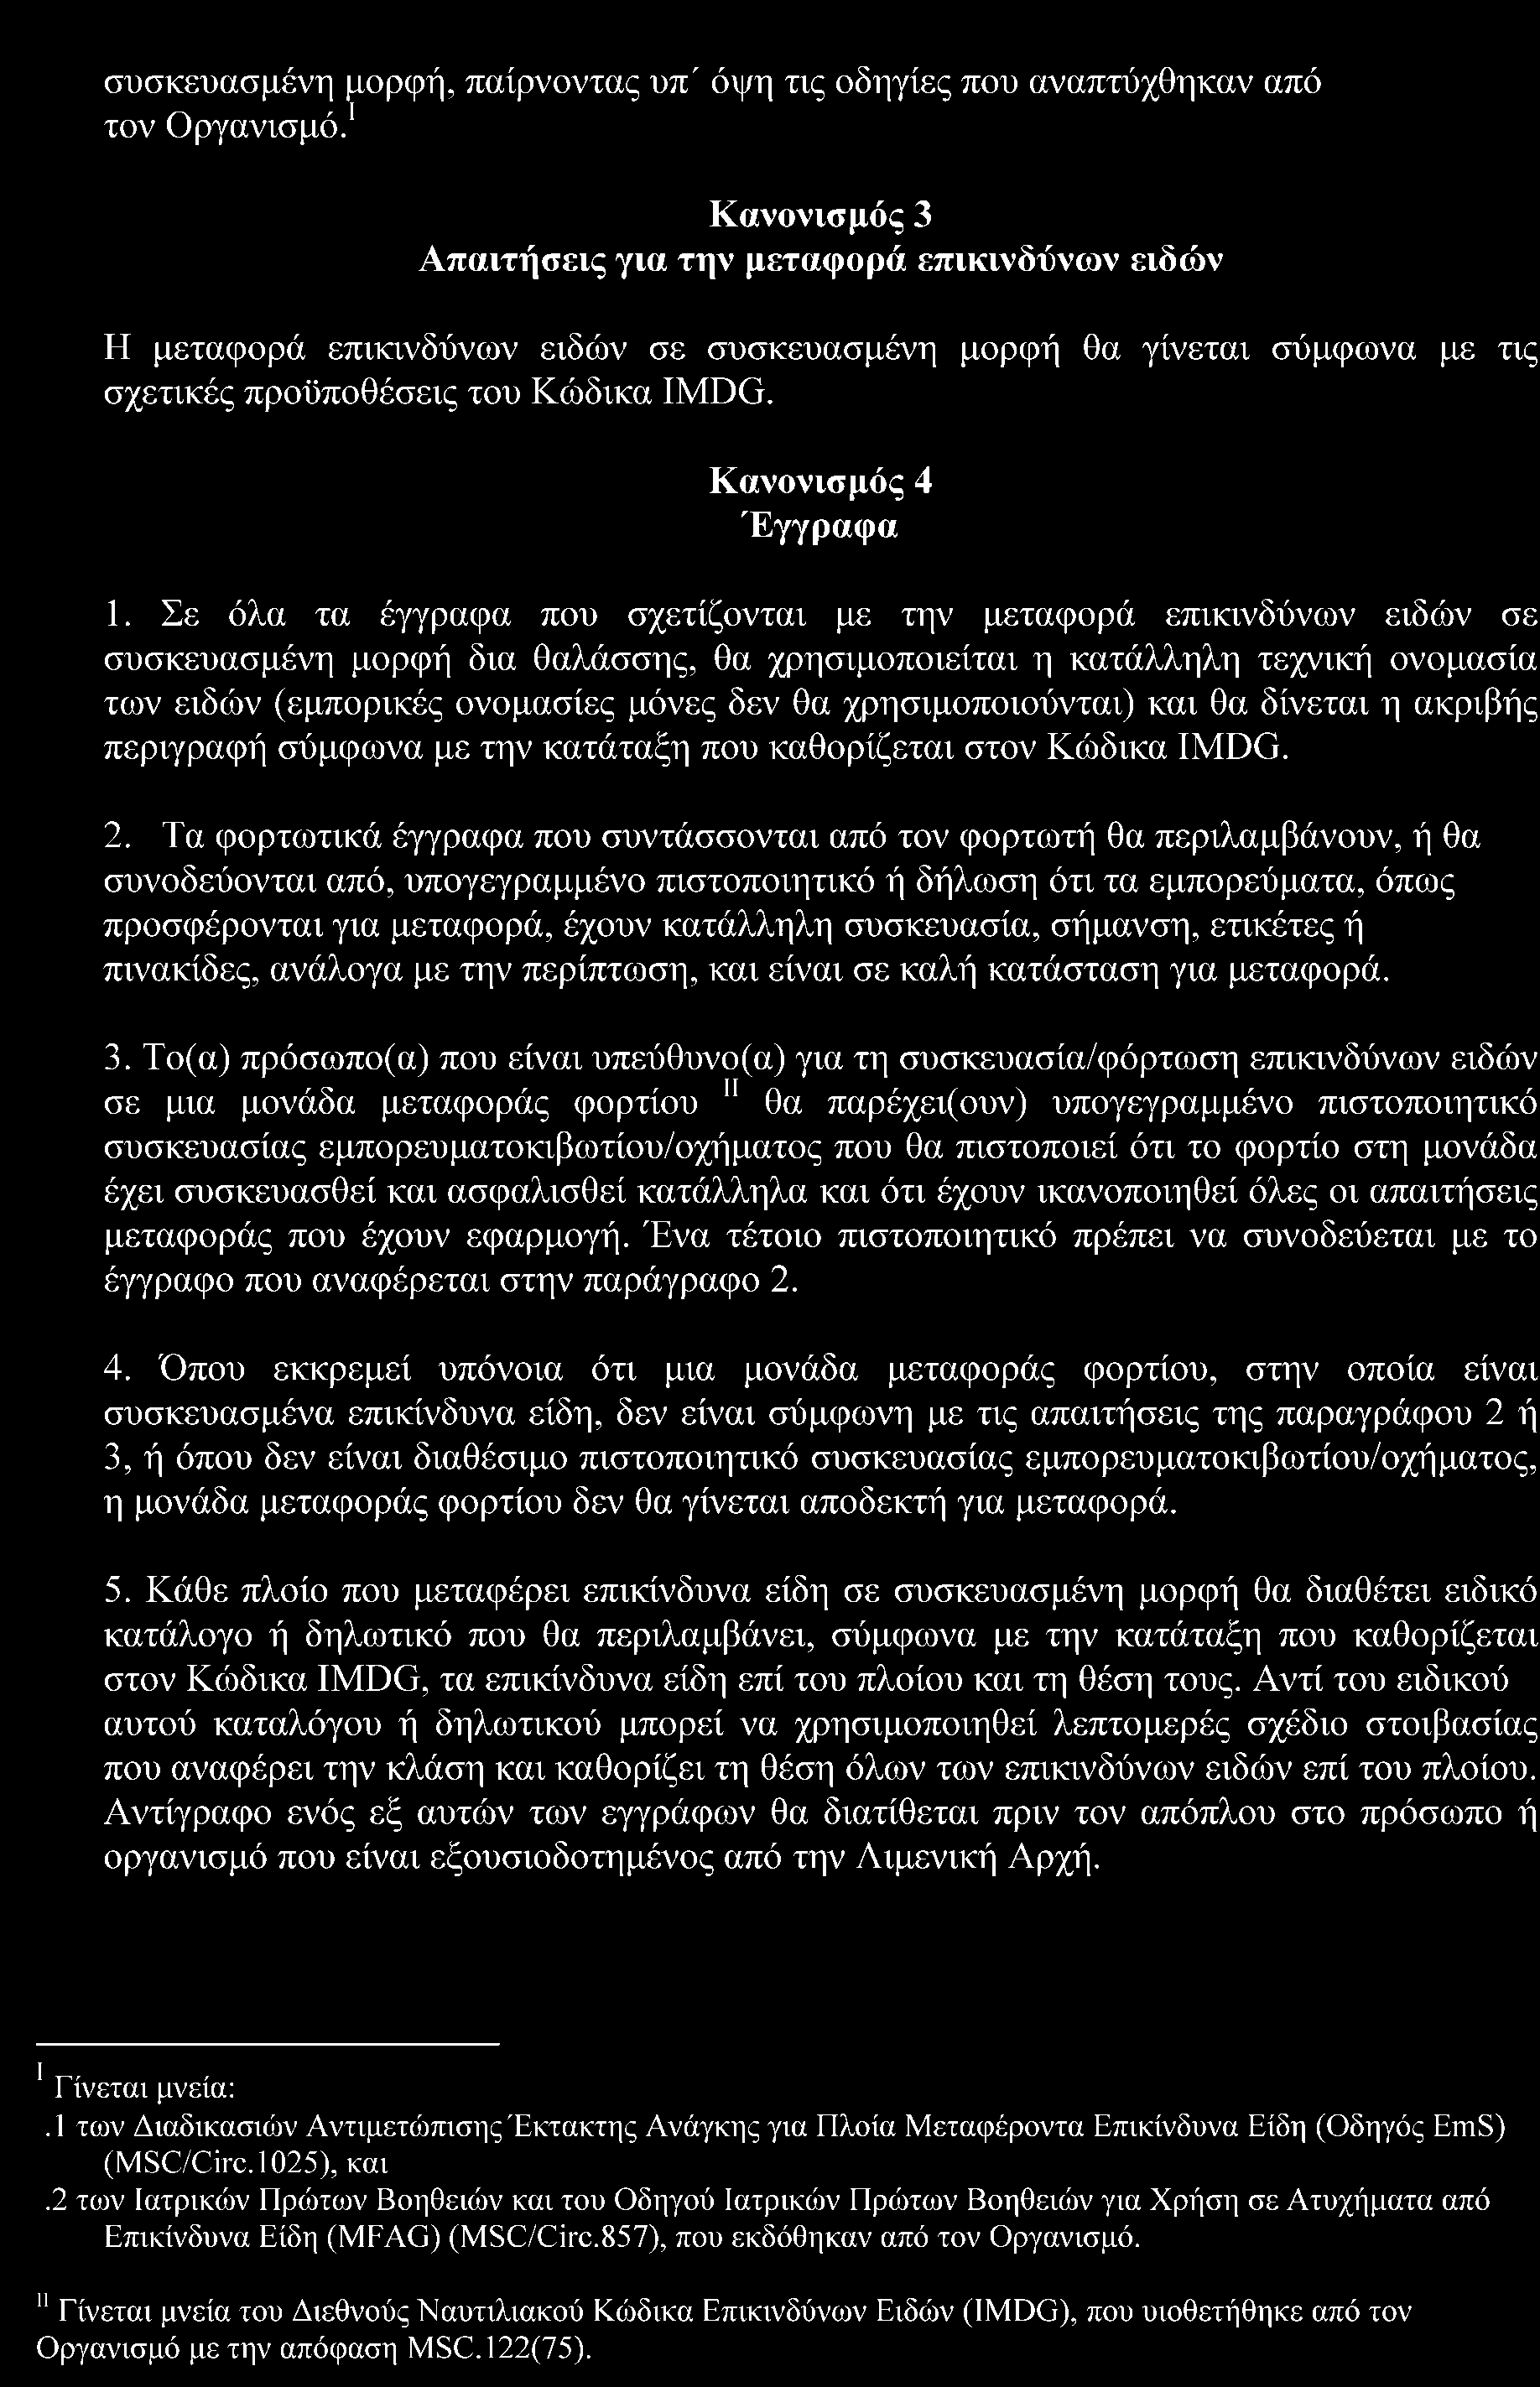 συσκευασμένη μορφή, παίρνοντας υπ΄ όψη τις οδηγίες που αναπτύχθηκαν από
τον Οργανισμό.I
Κανονισμός 3
Απαιτήσεις για την μεταφορά επικινδύνων ειδών
Η μεταφορά επικινδύνων ειδών σε συσκευασμένη μορφή θα γίνεται σύμφωνα με τις
σχετικές προϋποθέσεις του Κώδικα IMDG.
Κανονισμός 4
Έγγραφα
1. Σε όλα τα έγγραφα που σχετίζονται με την μεταφορά επικινδύνων ειδών σε
συσκευασμένη μορφή δια θαλάσσης, θα χρησιμοποιείται η κατάλληλη τεχνική ονομασία
των ειδών (εμπορικές ονομασίες μόνες δεν θα χρησιμοποιούνται) και θα δίνεται η ακριβής
περιγραφή σύμφωνα με την κατάταξη που καθορίζεται στον Κώδικα IMDG.
2. Τα φορτωτικά έγγραφα που συντάσσονται από τον φορτωτή θα περιλαμβάνουν, ή θα
συνοδεύονται από, υπογεγραμμένο πιστοποιητικό ή δήλωση ότι τα εμπορεύματα, όπως
προσφέρονται για μεταφορά, έχουν κατάλληλη συσκευασία, σήμανση, ετικέτες ή
πινακίδες, ανάλογα με την περίπτωση, και είναι σε καλή κατάσταση για μεταφορά.
3. Το(α) πρόσωπο(α) που είναι υπεύθυνο(α) για τη συσκευασία/φόρτωση επικινδύνων ειδών
σε μια μονάδα μεταφοράς φορτίου II θα παρέχει(ουν) υπογεγραμμένο πιστοποιητικό
συσκευασίας εμπορευματοκιβωτίου/οχήματος που θα πιστοποιεί ότι το φορτίο στη μονάδα
έχει συσκευασθεί και ασφαλισθεί κατάλληλα και ότι έχουν ικανοποιηθεί όλες οι απαιτήσεις
μεταφοράς που έχουν εφαρμογή. Ένα τέτοιο πιστοποιητικό πρέπει να συνοδεύεται με το
έγγραφο που αναφέρεται στην παράγραφο 2.
4. Όπου εκκρεμεί υπόνοια ότι μια μονάδα μεταφοράς φορτίου, στην οποία είναι
συσκευασμένα επικίνδυνα είδη, δεν είναι σύμφωνη με τις απαιτήσεις της παραγράφου 2 ή
3, ή όπου δεν είναι διαθέσιμο πιστοποιητικό συσκευασίας εμπορευματοκιβωτίου/οχήματος,
η μονάδα μεταφοράς φορτίου δεν θα γίνεται αποδεκτή για μεταφορά.
5. Κάθε πλοίο που μεταφέρει επικίνδυνα είδη σε συσκευασμένη μορφή θα διαθέτει ειδικό
κατάλογο ή δηλωτικό που θα περιλαμβάνει, σύμφωνα με την κατάταξη που καθορίζεται
στον Κώδικα IMDG, τα επικίνδυνα είδη επί του πλοίου και τη θέση τους. Αντί του ειδικού
αυτού καταλόγου ή δηλωτικού μπορεί να χρησιμοποιηθεί λεπτομερές σχέδιο στοιβασίας
που αναφέρει την κλάση και καθορίζει τη θέση όλων των επικινδύνων ειδών επί του πλοίου.
Αντίγραφο ενός εξ αυτών των εγγράφων θα διατίθεται πριν τον απόπλου στο πρόσωπο ή
οργανισμό που είναι εξουσιοδοτημένος από την Λιμενική Αρχή.
I Γίνεται μνεία:
.1 των Διαδικασιών Αντιμετώπισης Έκτακτης Ανάγκης για Πλοία Μεταφέροντα Επικίνδυνα Είδη (Οδηγός EmS)
(MSC/Circ.1025), και
.2 των Ιατρικών Πρώτων Βοηθειών και του Οδηγού Ιατρικών Πρώτων Βοηθειών για Χρήση σε Ατυχήματα από
Επικίνδυνα Είδη (MFAG) (MSC/Circ.857), που εκδόθηκαν από τον Οργανισμό.
II Γίνεται μνεία του Διεθνούς Ναυτιλιακού Κώδικα Επικινδύνων Ειδών (IMDG), που υιοθετήθηκε από τον
Οργανισμό με την απόφαση MSC.122(75).